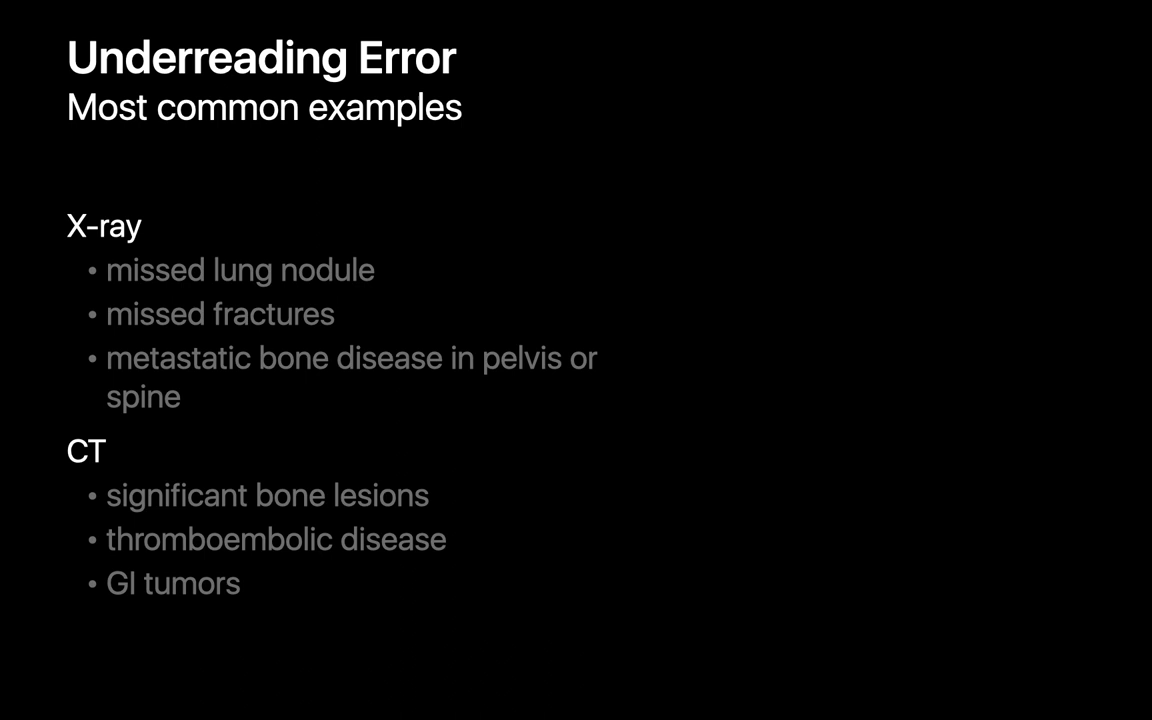 Underreading Error
Most common examples
X-ray
• missed lung nodule
• missed fractures
• metastatic bone disease in pelvis or
spine
CT
• significant bone lesions
• thromboembolic disease
• GI tumors